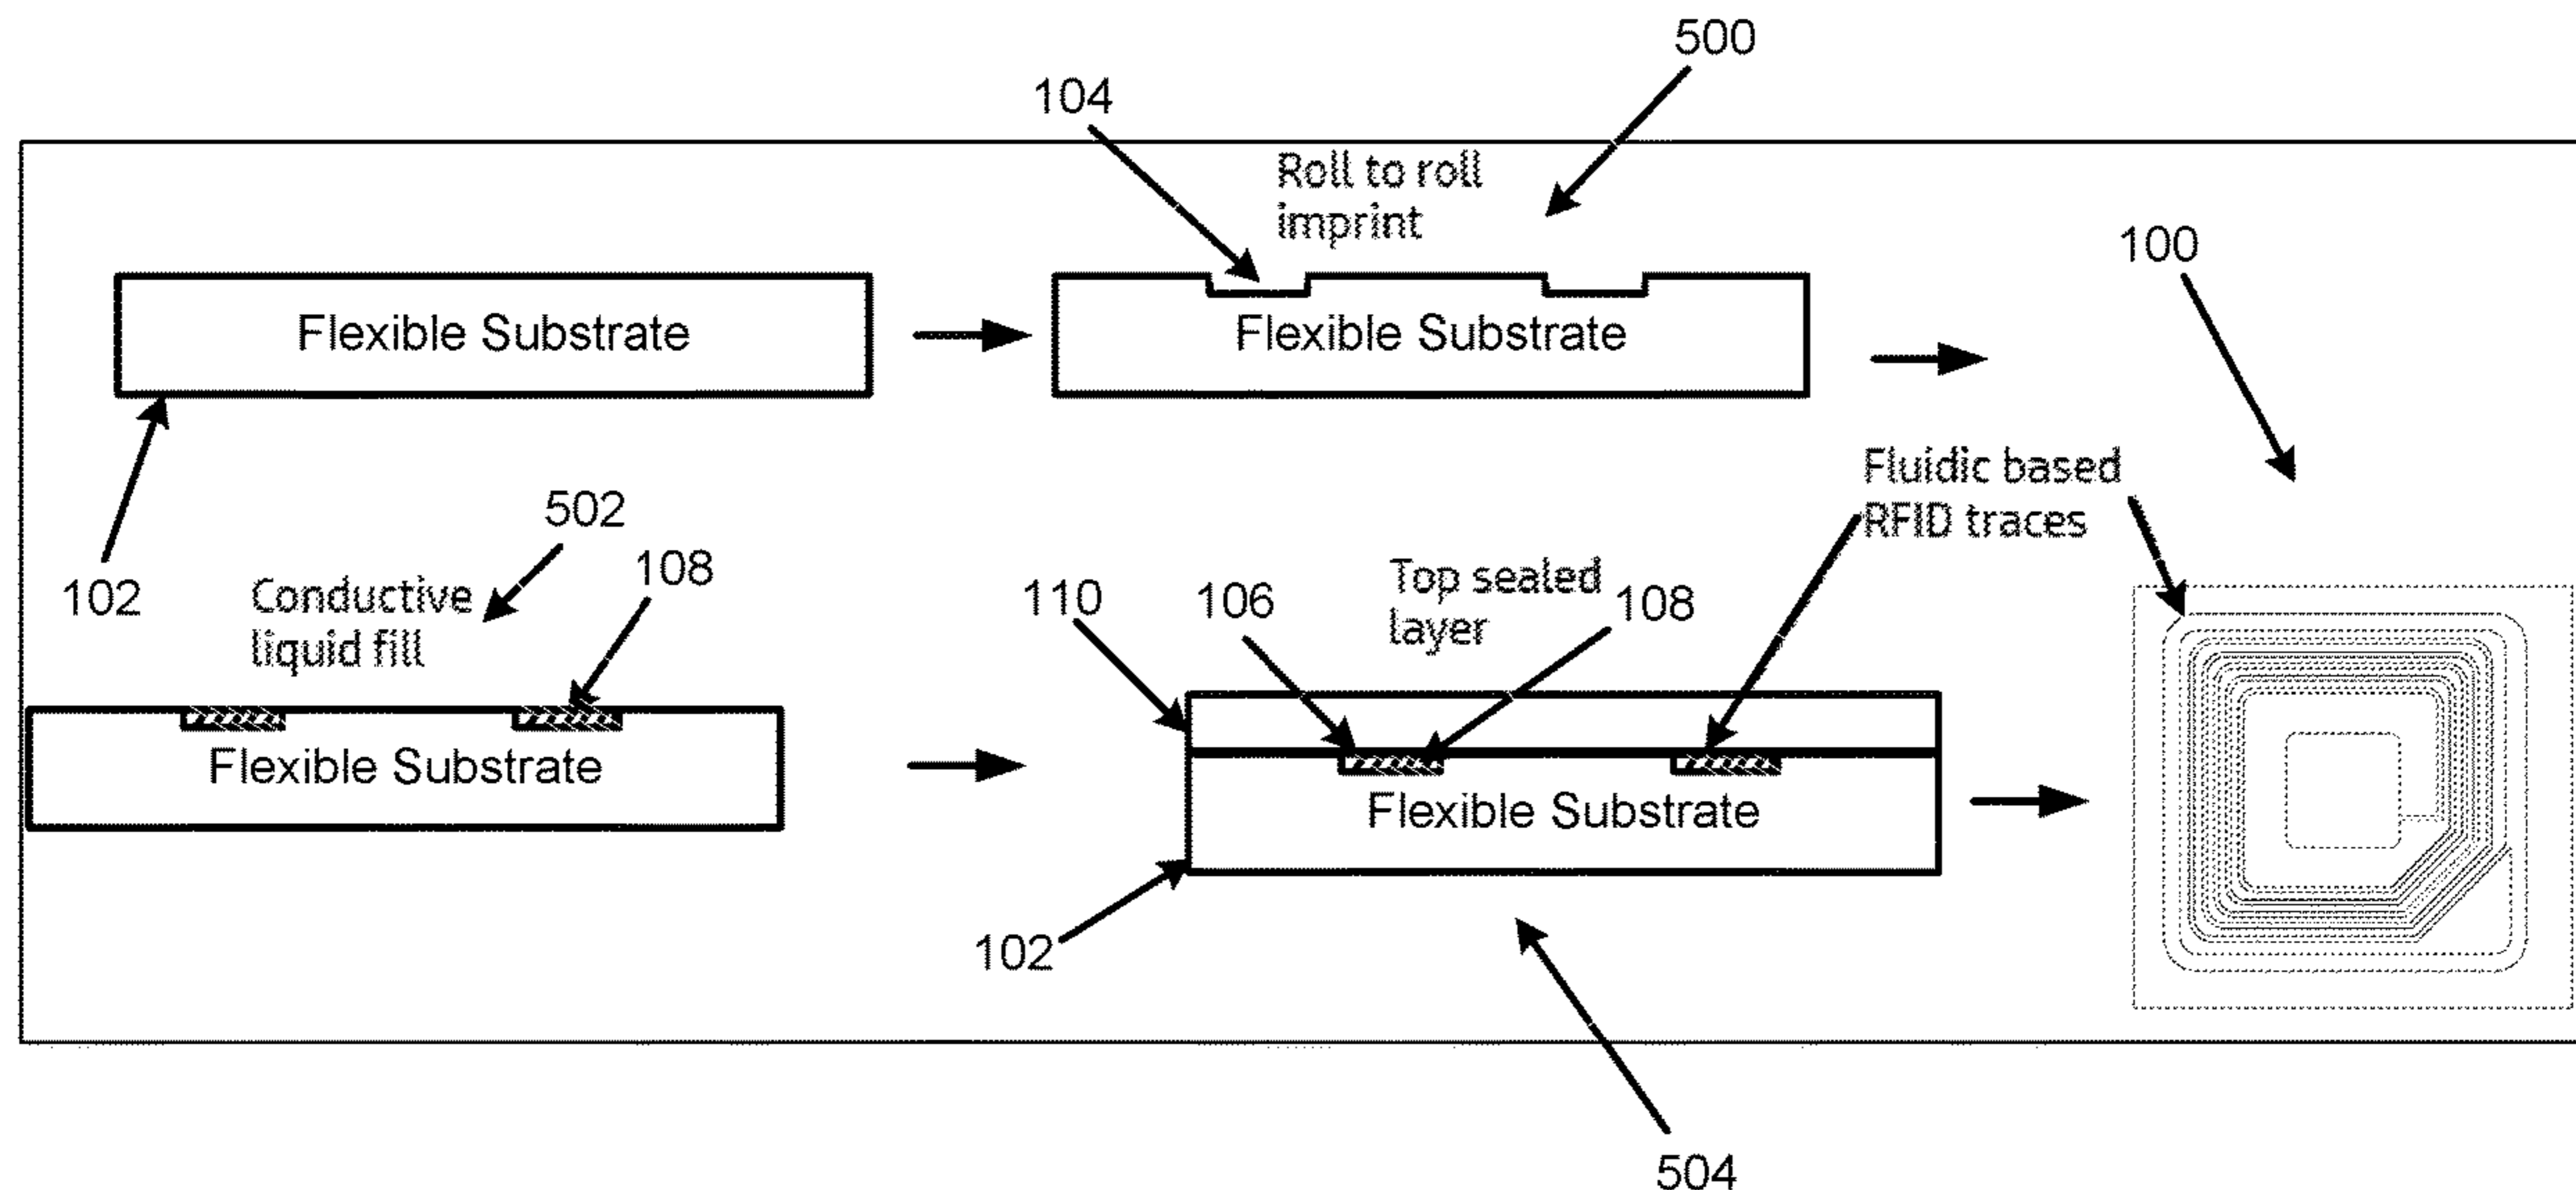 500
104
Roll to roll
imprint
100
Flexible Substrate
Flexible Substrate
Fluidic based
RFID traces
502
108
102
Conductive
liquid fill
110
106
Top sealed
layer
108
Flexible Substrate
Flexible Substrate
102
504